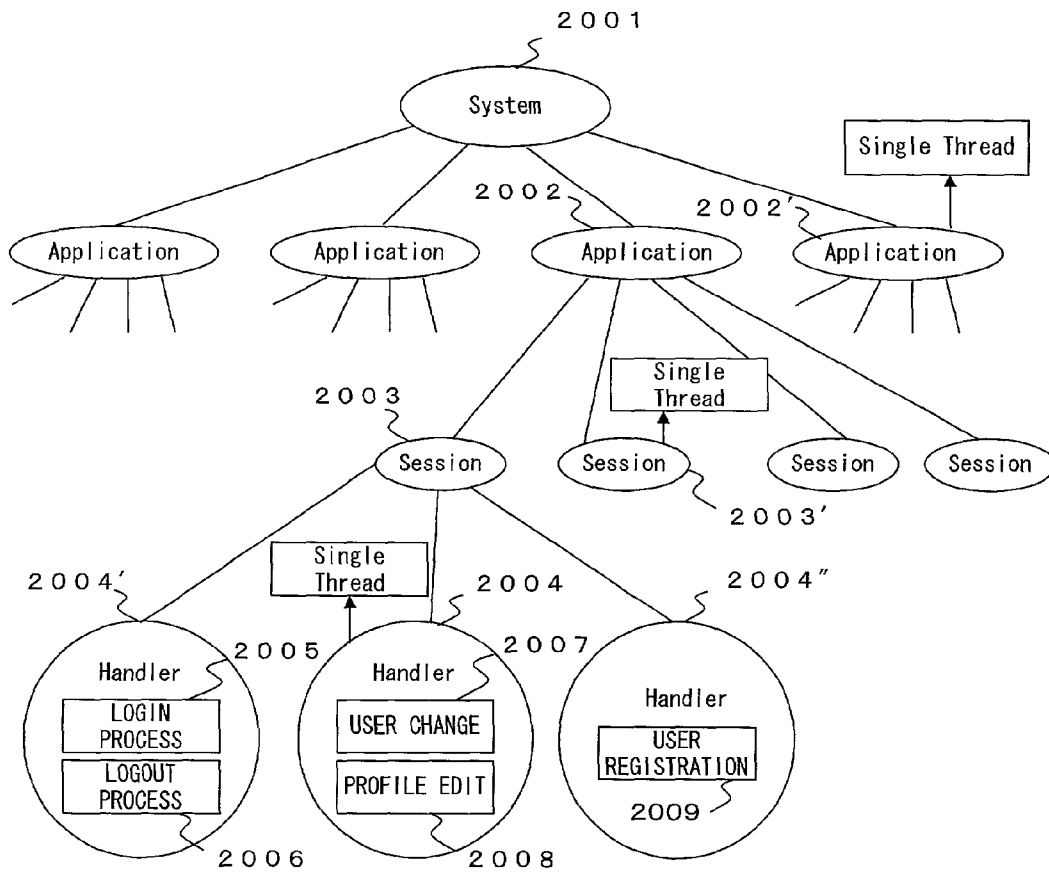 2001
System
Single Thread
2002
2002′
Application
Application
Application
Application
Single
Thread
2003
Session
Session
Session
Session
2003′
Single
Thread
2004′
2004
2004″
2005
2007
Handler
Handler
Handler
LOGIN
PROCESS
USER CHANGE
USER
REGISTRATION
LOGOUT
PROCESS
PROFILE EDIT
2009
2006
2008